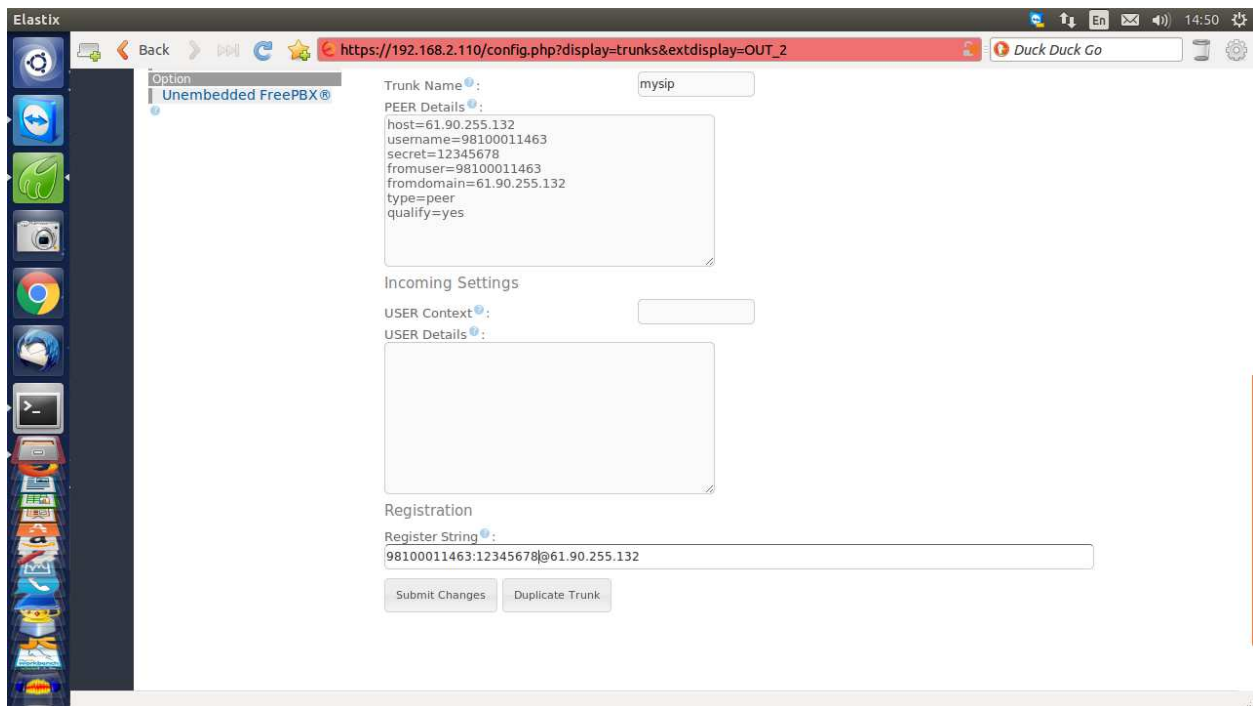 Elastix
En
14:50
Back
https://192.168.2.110/config.php?display=trunks&extdisplay=OUT_2
Duck Duck Go
Option
Unembedded FreePBX®
Trunk Name :
mysip
PEER Details :
host=61.90.255.132
username=98100011463
secret=12345678
fromuser=98100011463
fromdomain=61.90.255.132
type=peer
qualify=yes
Incoming Settings
USER Context :
USER Details :
Registration
Register String :
98100011463:12345678@61.90.255.132
Submit Changes
Duplicate Trunk